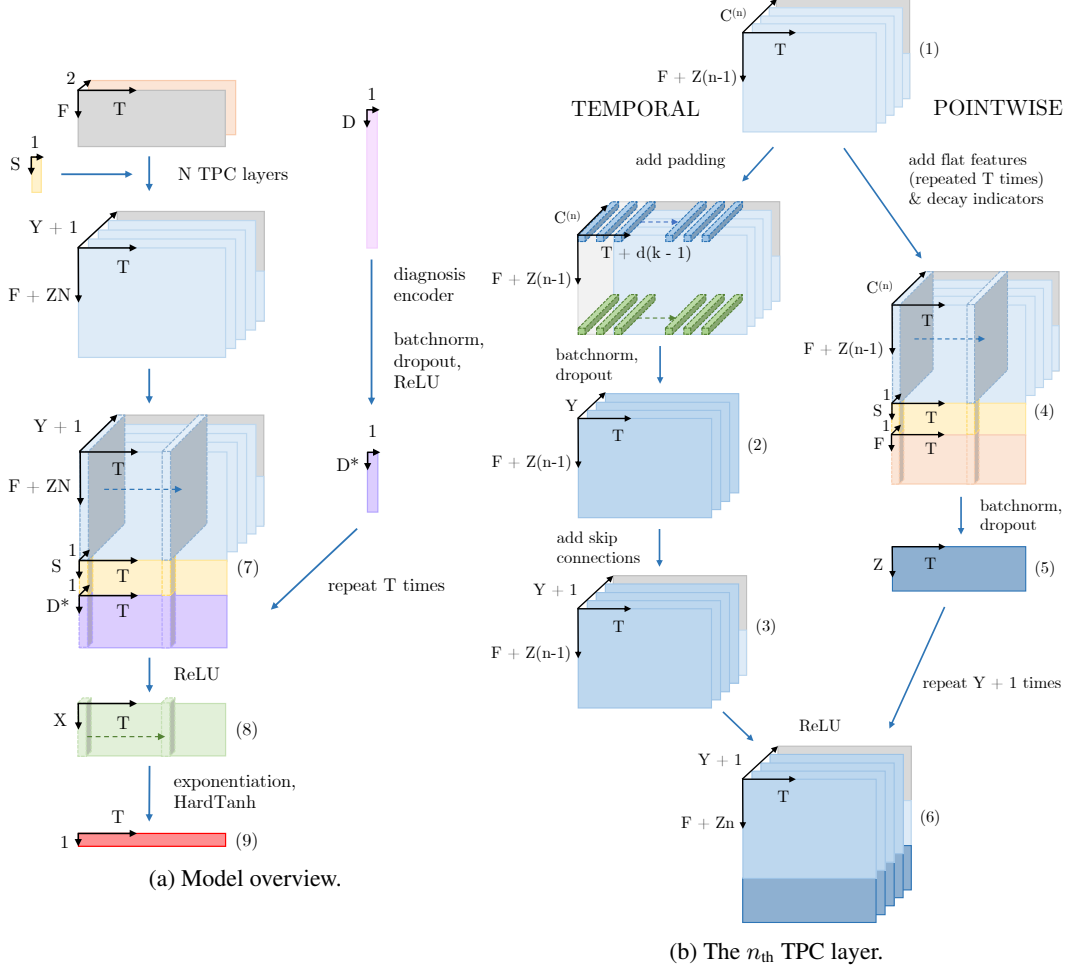 2
F
T
1
S
N TPC layers
Y + 1
T
F + ZN
1
D
diagnosis
encoder
batchnorm,
dropout,
ReLU
1
D*
Y + 1
T
F + ZN
1
S
T
(7)
1
D*
T
repeat T times
ReLU
X
T
(8)
exponentiation,
HardTanh
T
1
(9)
(a) Model overview.
C(n)
T
(1)
F + Z(n-1)
TEMPORAL
POINTWISE
add padding
add flat features
(repeated T times)
& decay indicators
C(n)
T + d(k - 1)
F + Z(n-1)
batchnorm,
dropout
Y
T
(2)
F + Z(n-1)
add skip
connections
Y + 1
T
(3)
F + Z(n-1)
C(n)
T
F + Z(n-1)
1
S
T
(4)
1
F
T
batchnorm,
dropout
Z
T
(5)
repeat Y + 1 times
ReLU
Y + 1
T
F + Zn
(6)
(b) The nth TPC layer.